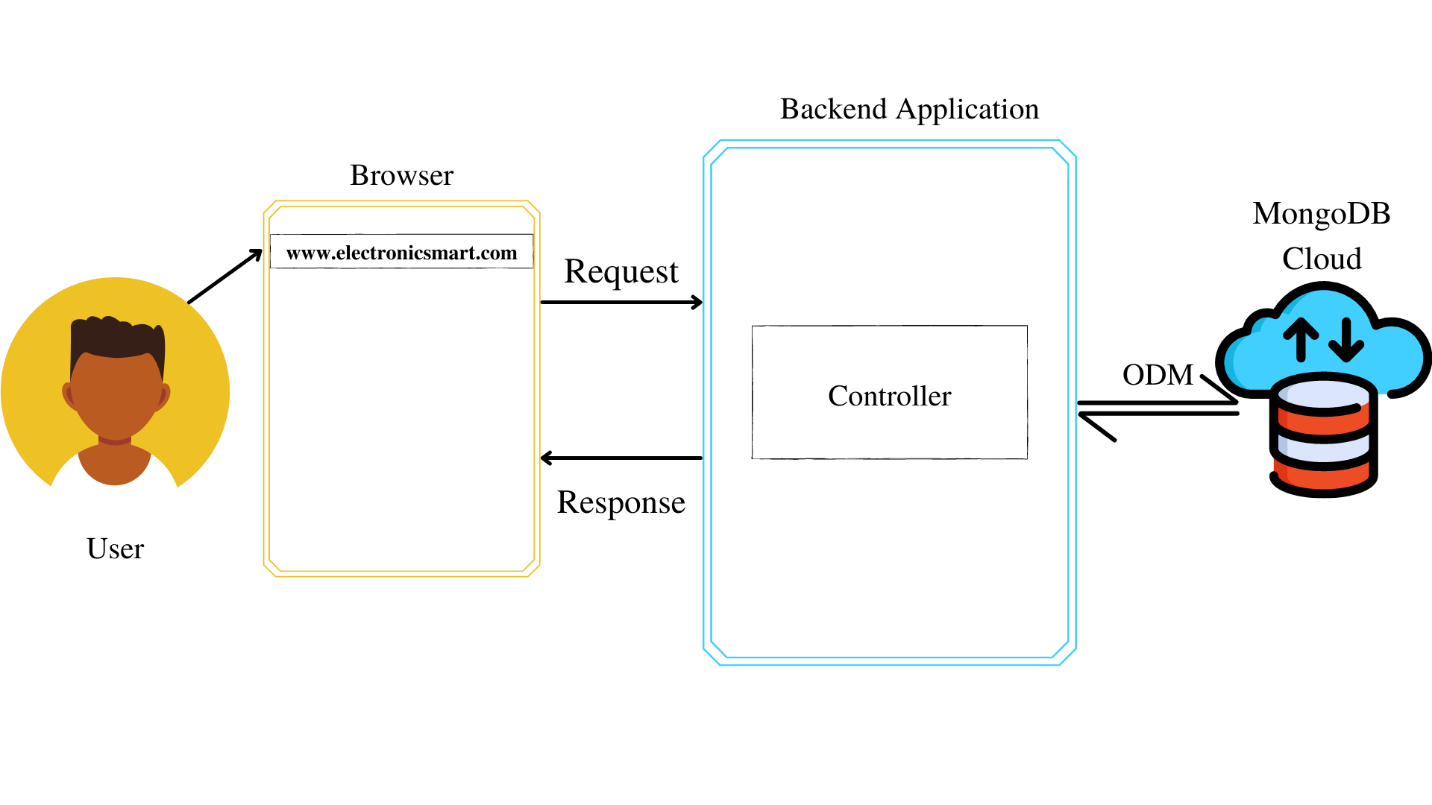 Backend Application
Browser
www.electronicsmart.com
Request
MongoDB
Cloud
ODM
Controller
Response
User